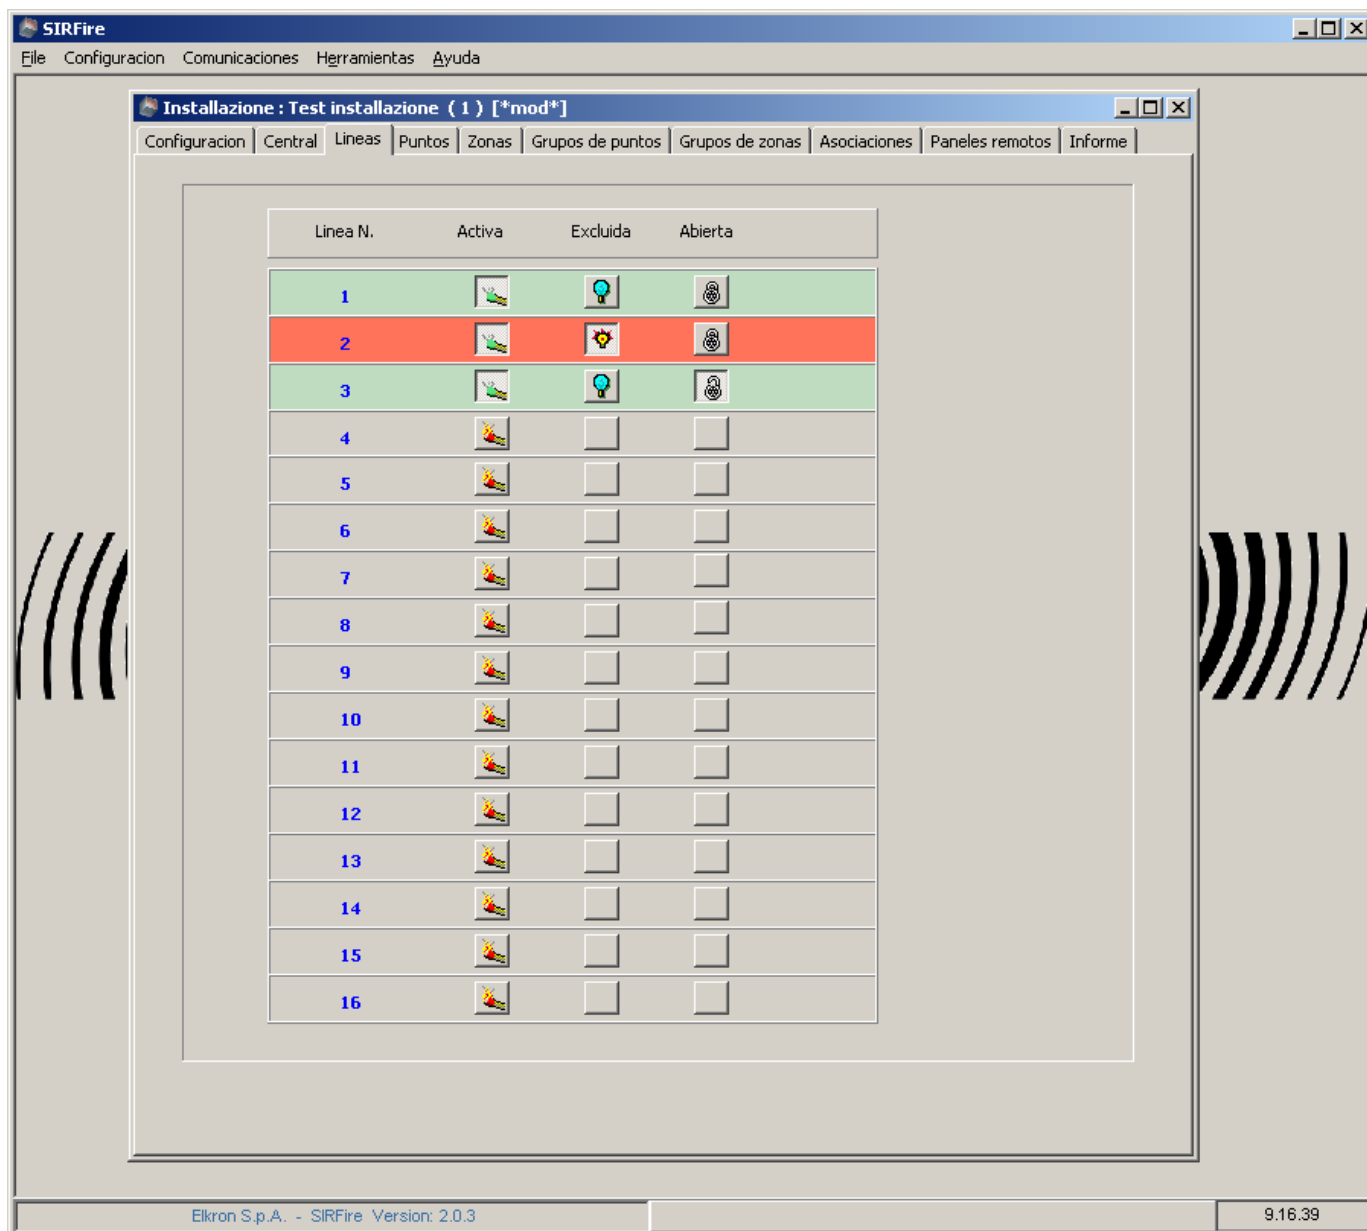 SIRFire
File Configuracion Comunicaciones Herramientas Ayuda
Installazione : Test installazione ( 1 ) [*mod*]
Configuracion Central Lineas Puntos Zonas Grupos de puntos Grupos de zonas Asociaciones Paneles remotos Informe
Linea N. Activa Excluida Abierta
1
2
3
4
5
6
7
8
9
10
11
12
13
14
15
16
Elkron S.p.A. - SIRFire Version: 2.0.3 9.16.39